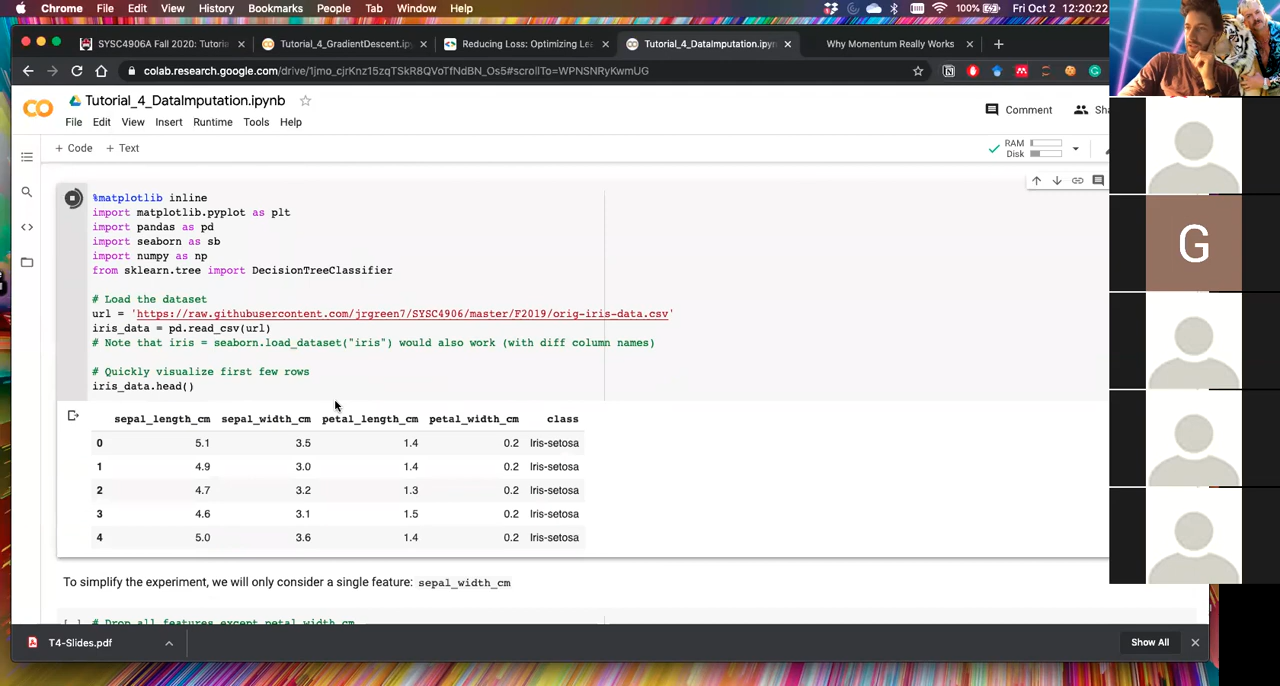 Chrome File Edit View History Bookmarks People Tab Window Help 100% Fri Oct 2 12:20:22
SYSC4906A Fall 2020: Tutori Tutorial_4_GradientDescent.ip Reducing Loss: Optimizing Le Tutorial_4_DataImputation.ipyn Why Momentum Really Works
colab.research.google.com/drive/1jmo_cjrKnz15zqTSkR8QVoTfNdBN_Os5#scrollTo=WPNSNRyKwmUG
Tutorial_4_DataImputation.ipynb
File Edit View Insert Runtime Tools Help
Comment Sha
+ Code + Text
RAM
Disk
%matplotlib inline
import matplotlib.pyplot as plt
import pandas as pd
import seaborn as sb
import numpy as np
from sklearn.tree import DecisionTreeClassifier
# Load the dataset
url = 'https://raw.githubusercontent.com/jrgreen7/SYSC4906/master/F2019/orig-iris-data.csv'
iris_data = pd.read_csv(url)
# Note that iris = seaborn.load_dataset("iris") would also work (with diff column names)
# Quickly visualize first few rows
iris_data.head()
sepal_length_cm sepal_width_cm petal_length_cm petal_width_cm class
0 5.1 3.5 1.4 0.2 Iris-setosa
1 4.9 3.0 1.4 0.2 Iris-setosa
2 4.7 3.2 1.3 0.2 Iris-setosa
3 4.6 3.1 1.5 0.2 Iris-setosa
4 5.0 3.6 1.4 0.2 Iris-setosa
To simplify the experiment, we will only consider a single feature: sepal_width_cm
[ ] # Drop all features except petal_width_cm
T4-Slides.pdf
Show All
G